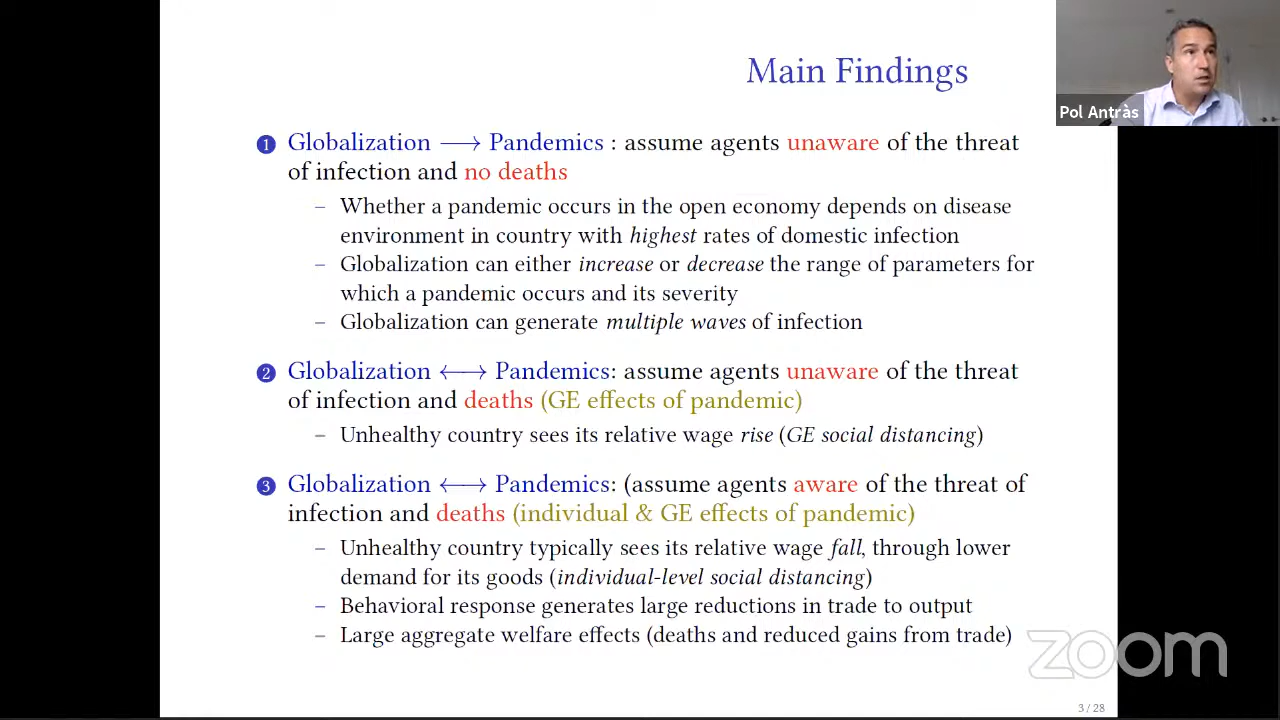 Main Findings
Pol Antràs
1 Globalization ⟶ Pandemics : assume agents unaware of the threat
of infection and no deaths
– Whether a pandemic occurs in the open economy depends on disease
environment in country with highest rates of domestic infection
– Globalization can either increase or decrease the range of parameters for
which a pandemic occurs and its severity
– Globalization can generate multiple waves of infection
2 Globalization ⟷ Pandemics: assume agents unaware of the threat
of infection and deaths (GE effects of pandemic)
– Unhealthy country sees its relative wage rise (GE social distancing)
3 Globalization ⟷ Pandemics: (assume agents aware of the threat of
infection and deaths (individual & GE effects of pandemic)
– Unhealthy country typically sees its relative wage fall, through lower
demand for its goods (individual-level social distancing)
– Behavioral response generates large reductions in trade to output
– Large aggregate welfare effects (deaths and reduced gains from trade)
zoom
3 / 28